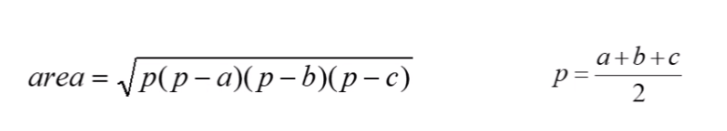 area = √p(p − a)(p − b)(p − c)
p = (a + b + c)/2